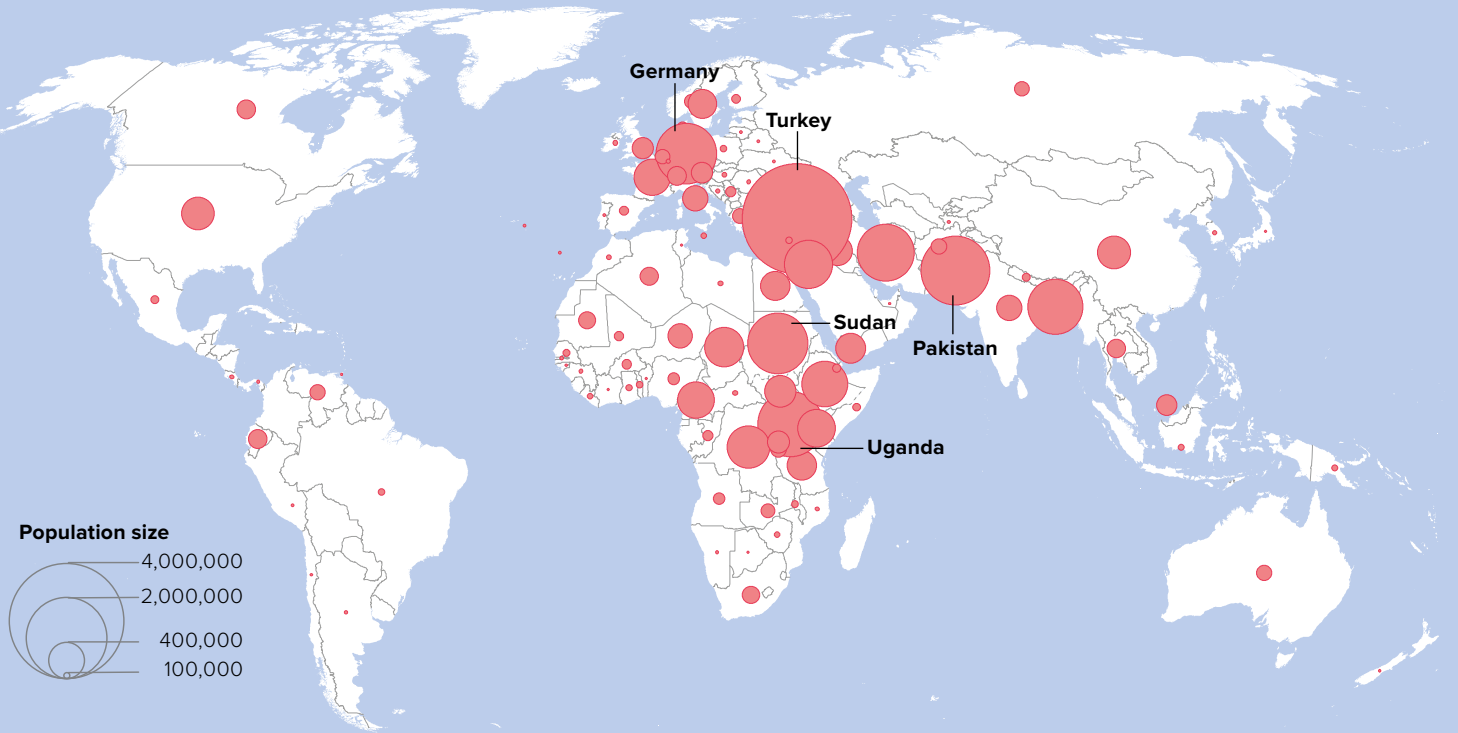 Germany
Turkey
Sudan
Pakistan
Uganda
Population size
4,000,000
2,000,000
400,000
100,000